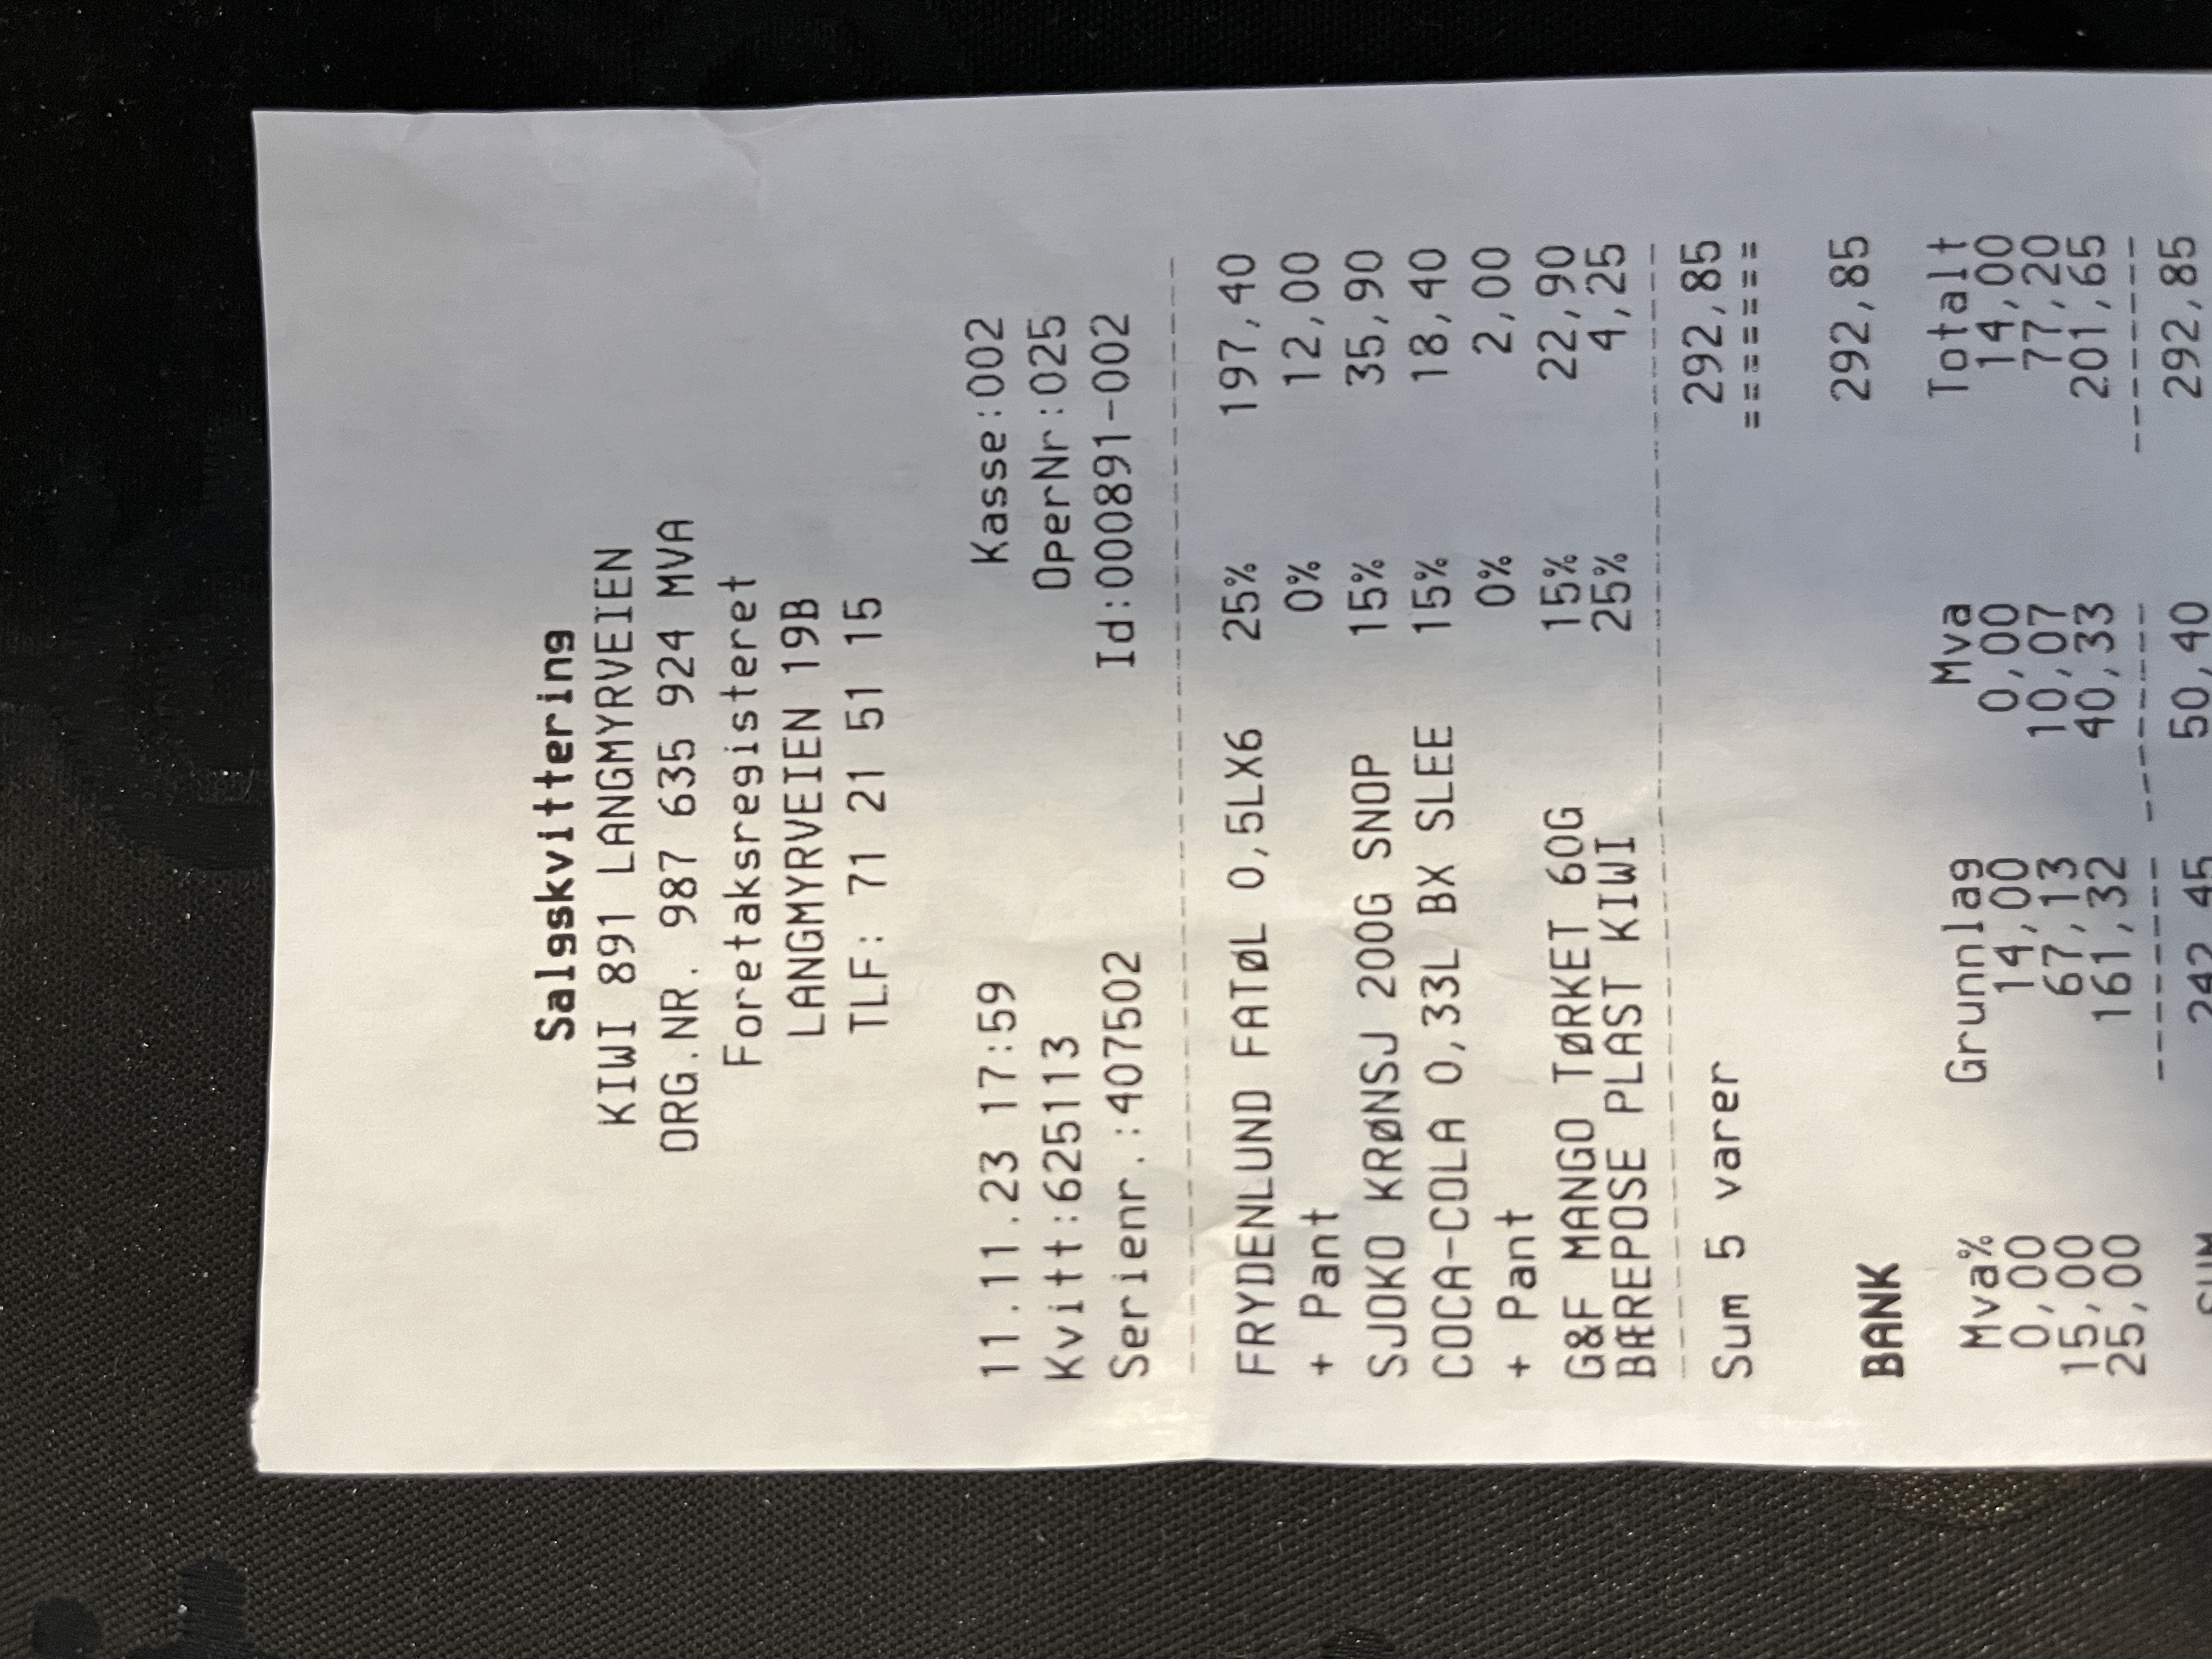 Salgskvittering
KIWI 891 LANGMYRVEIEN
ORG.NR. 987 635 924 MVA
Foretaksregisteret
LANGMYRVEIEN 19B
TLF: 71 21 51 15
11.11.23 17:59 Kasse:002
Kvitt:625113 OperNr:025
Serienr.:407502 Id:000891-002
FRYDENLUND FATØL 0,5LX6 25% 197,40
+ Pant 0% 12,00
SJOKO KRØNSJ 200G SNOP 15% 35,90
COCA-COLA 0,33L BX SLEE 15% 18,40
+ Pant 0% 2,00
G&F MANGO TØRKET 60G 15% 22,90
BÆREPOSE PLAST KIWI 25% 4,25
Sum 5 varer 292,85
=======
BANK 292,85
Mva% Grunnlag Mva Totalt
0,00 14,00 0,00 14,00
15,00 67,13 10,07 77,20
25,00 161,32 40,33 201,65
SUM 242,45 50,40 292,85